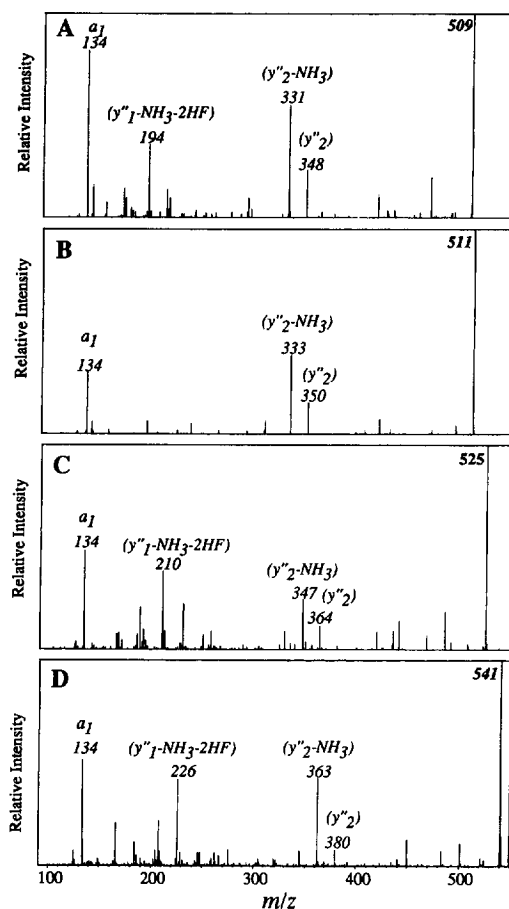 A
509
a1
134
(y"2-NH3)
331
(y"1-NH3-2HF)
194
(y"2)
348
Relative Intensity
B
511
(y"2-NH3)
333
a1
134
(y"2)
350
Relative Intensity
C
525
a1
134
(y"1-NH3-2HF)
210
(y"2-NH3)
347
(y"2)
364
Relative Intensity
D
541
a1
134
(y"1-NH3-2HF)
226
(y"2-NH3)
363
(y"2)
380
Relative Intensity
100 200 300 400 500
m/z